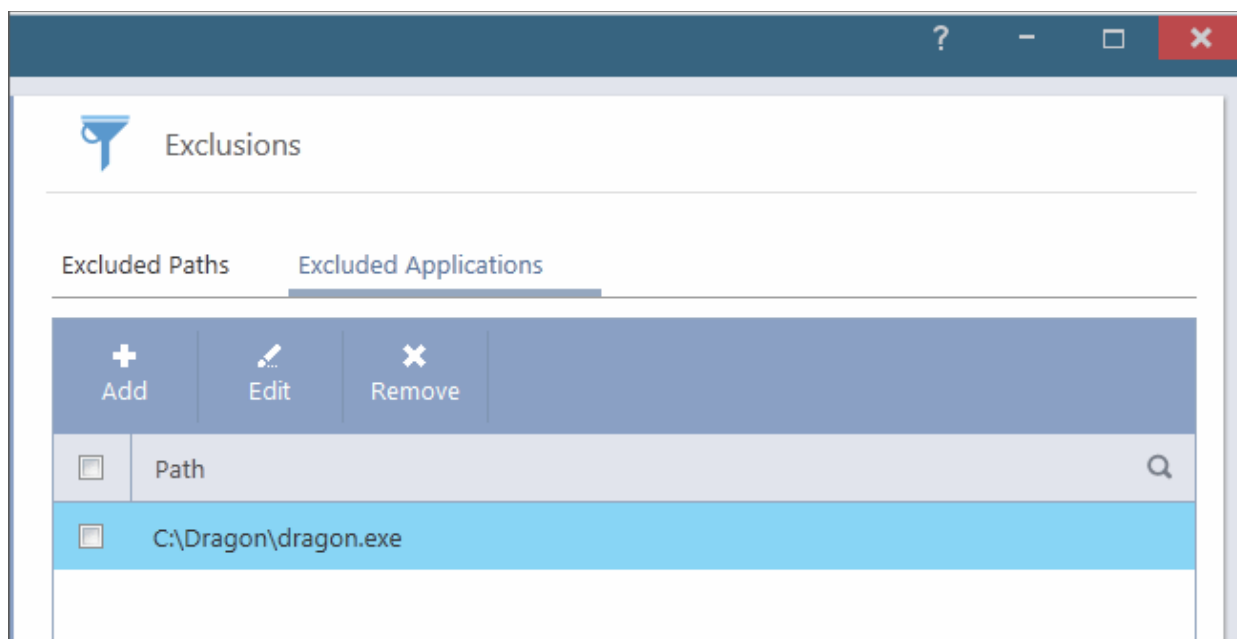 ?
Exclusions
Excluded Paths Excluded Applications
Add Edit Remove
Path
C:\Dragon\dragon.exe